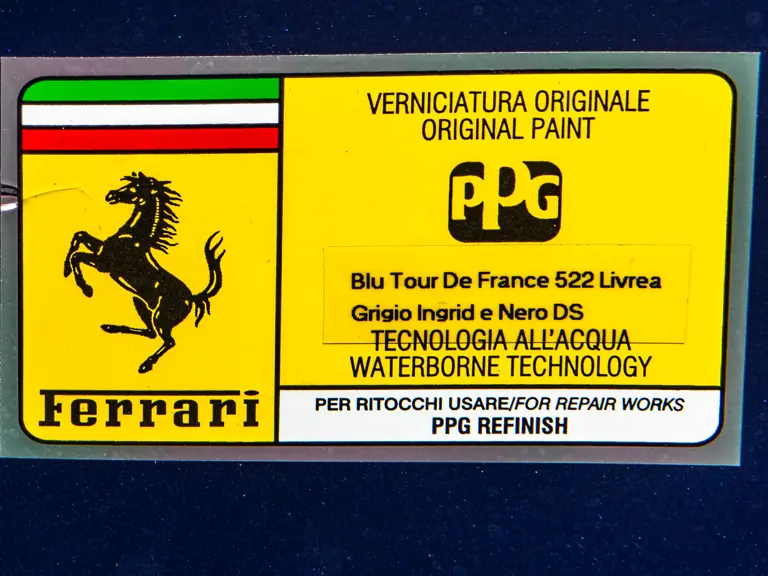 VERNICIATURA ORIGINALE
ORIGINAL PAINT
PPG
Blu Tour De France 522 Livrea
Grigio Ingrid e Nero DS
TECNOLOGIA ALL'ACQUA
WATERBORNE TECHNOLOGY
Ferrari
PER RITOCCHI USARE/FOR REPAIR WORKS
PPG REFINISH